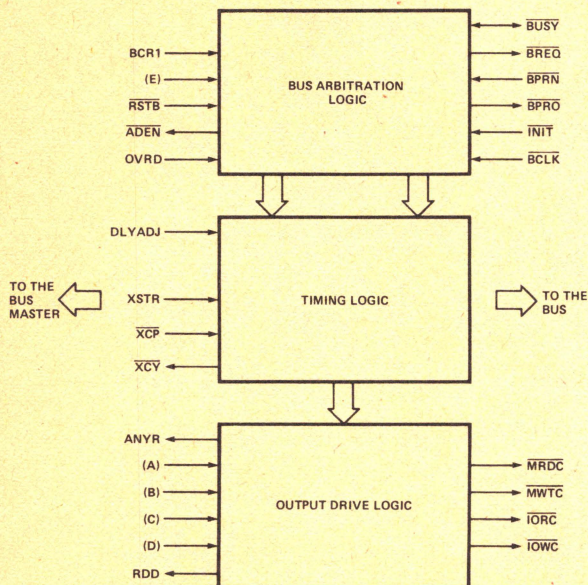 BUSY
BCR1
BREQ
(E)
BPRN
BUS ARBITRATION
LOGIC
RSTB
BPRO
ADEN
INIT
OVRD
BCLK
DLYADJ
TO THE
BUS
MASTER
XSTR
TIMING LOGIC
TO THE
BUS
XCP
XCY
ANYR
(A)
MRDC
(B)
MWTC
OUTPUT DRIVE LOGIC
(C)
IORC
(D)
IOWC
RDD